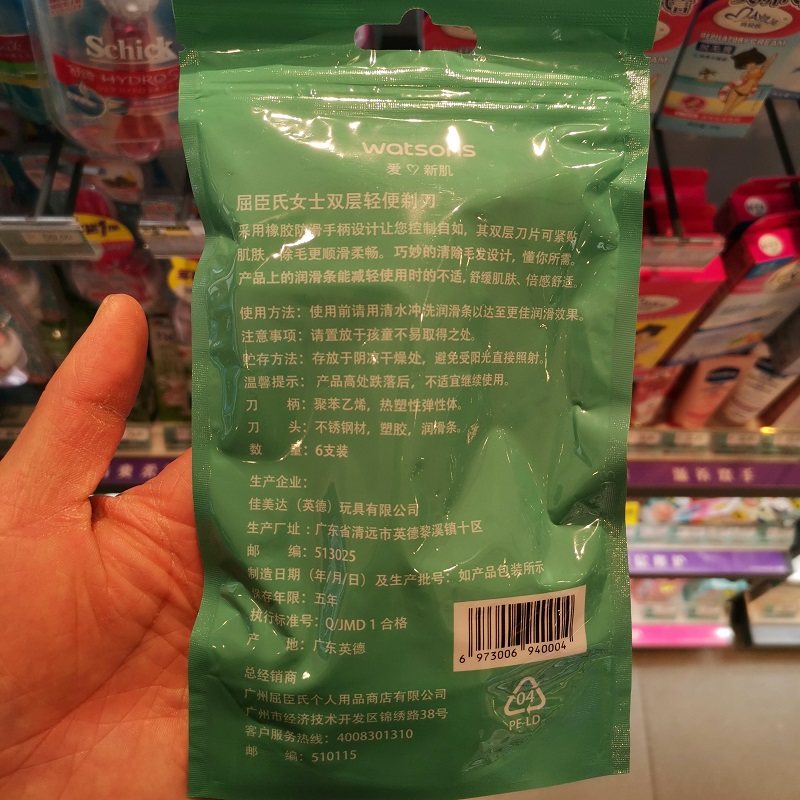 Schick
HYDRO
watsons
爱♡新肌
屈臣氏女士双层轻便剃刀
采用橡胶防滑手柄设计让您控制自如，其双层刀片可紧贴
肌肤，除毛更顺滑柔畅。 巧妙的清除毛发设计，懂你所需。
产品上的润滑条能减轻使用时的不适，舒缓肌肤、倍感舒适。
使用方法：使用前请用清水冲洗润滑条以达至更佳润滑效果。
注意事项：请置放于孩童不易取得之处。
贮存方法：存放于阴凉干燥处，避免受阳光直接照射。
温馨提示：产品高处跌落后，不适宜继续使用。
刀 柄：聚苯乙烯，热塑性弹性体。
刀 头：不锈钢材，塑胶，润滑条。
数 量：6支装
生产企业：
佳美达（英德）玩具有限公司
生产厂址：广东省清远市英德黎溪镇十区
邮 编：513025
制造日期（年/月/日）及生产批号：如产品包装所示
保存年限：五年
执行标准号：Q/JMD 1 合格
产 地：广东英德
6 973006 940004
总经销商
广州屈臣氏个人用品商店有限公司
广州市经济技术开发区锦绣路38号
客户服务热线：4008301310
邮 编：510115
04
PE-LD